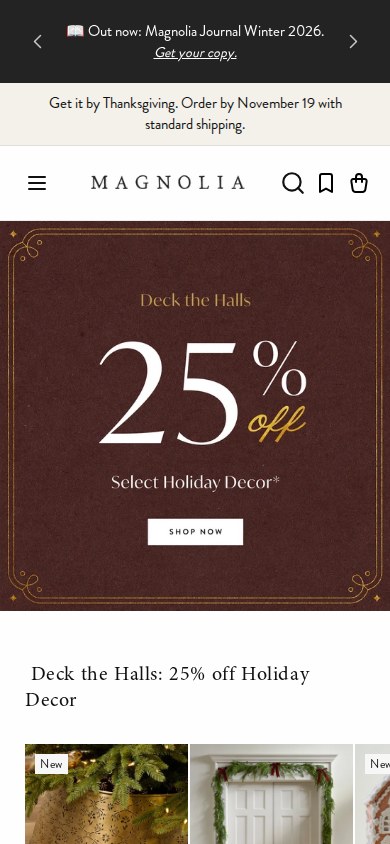 📖 Out now: Magnolia Journal Winter 2026.
Get your copy.
Get it by Thanksgiving. Order by November 19 with
standard shipping.
MAGNOLIA
Deck the Halls
25%
off
Select Holiday Decor*
SHOP NOW
Deck the Halls: 25% off Holiday
Decor
New
New